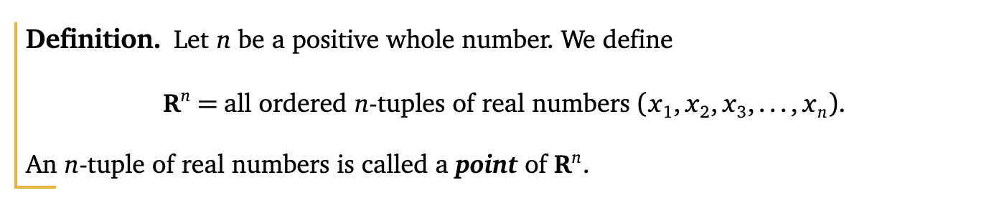 Definition. Let n be a positive whole number. We define
Rⁿ = all ordered n-tuples of real numbers (x₁, x₂, x₃, ..., xₙ).
An n-tuple of real numbers is called a point of Rⁿ.